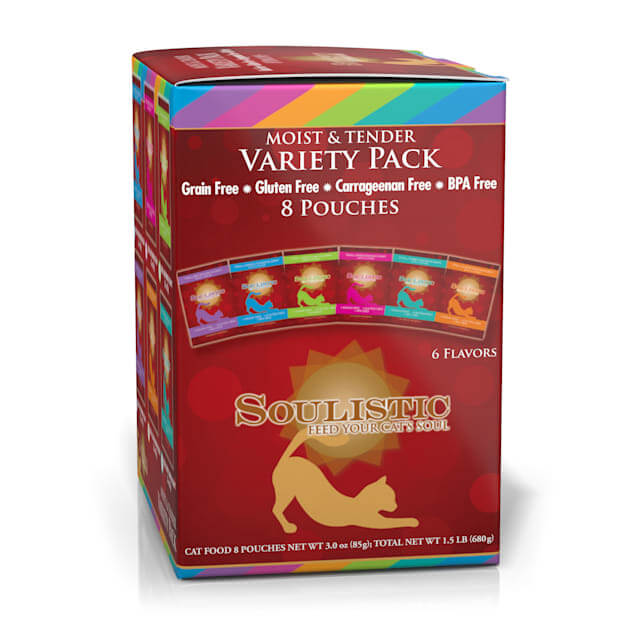 MOIST & TENDER
VARIETY PACK
Grain Free ✹ Gluten Free ✹ Carrageenan Free ✹ BPA Free
8 POUCHES
SOULISTIC
6 FLAVORS
SOULISTIC
FEED YOUR CAT'S SOUL
CAT FOOD 8 POUCHES NET WT 3.0 oz (85g); TOTAL NET WT 1.5 LB (680g)